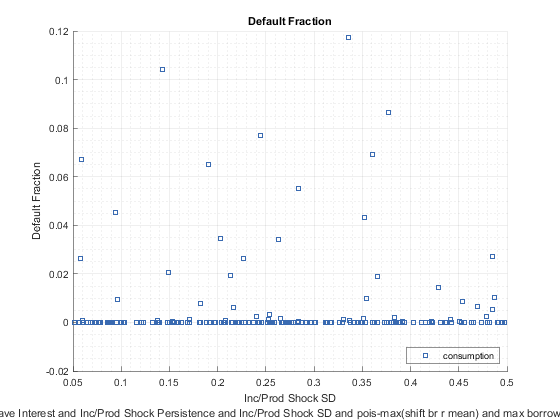 Default Fraction
0.12
0.1
0.08
0.06
0.04
0.02
0
-0.02
Default Fraction
consumption
0.05 0.1 0.15 0.2 0.25 0.3 0.35 0.4 0.45 0.5
Inc/Prod Shock SD
ave Interest and Inc/Prod Shock Persistence and Inc/Prod Shock SD and pois-max(shift br r mean) and max borrow